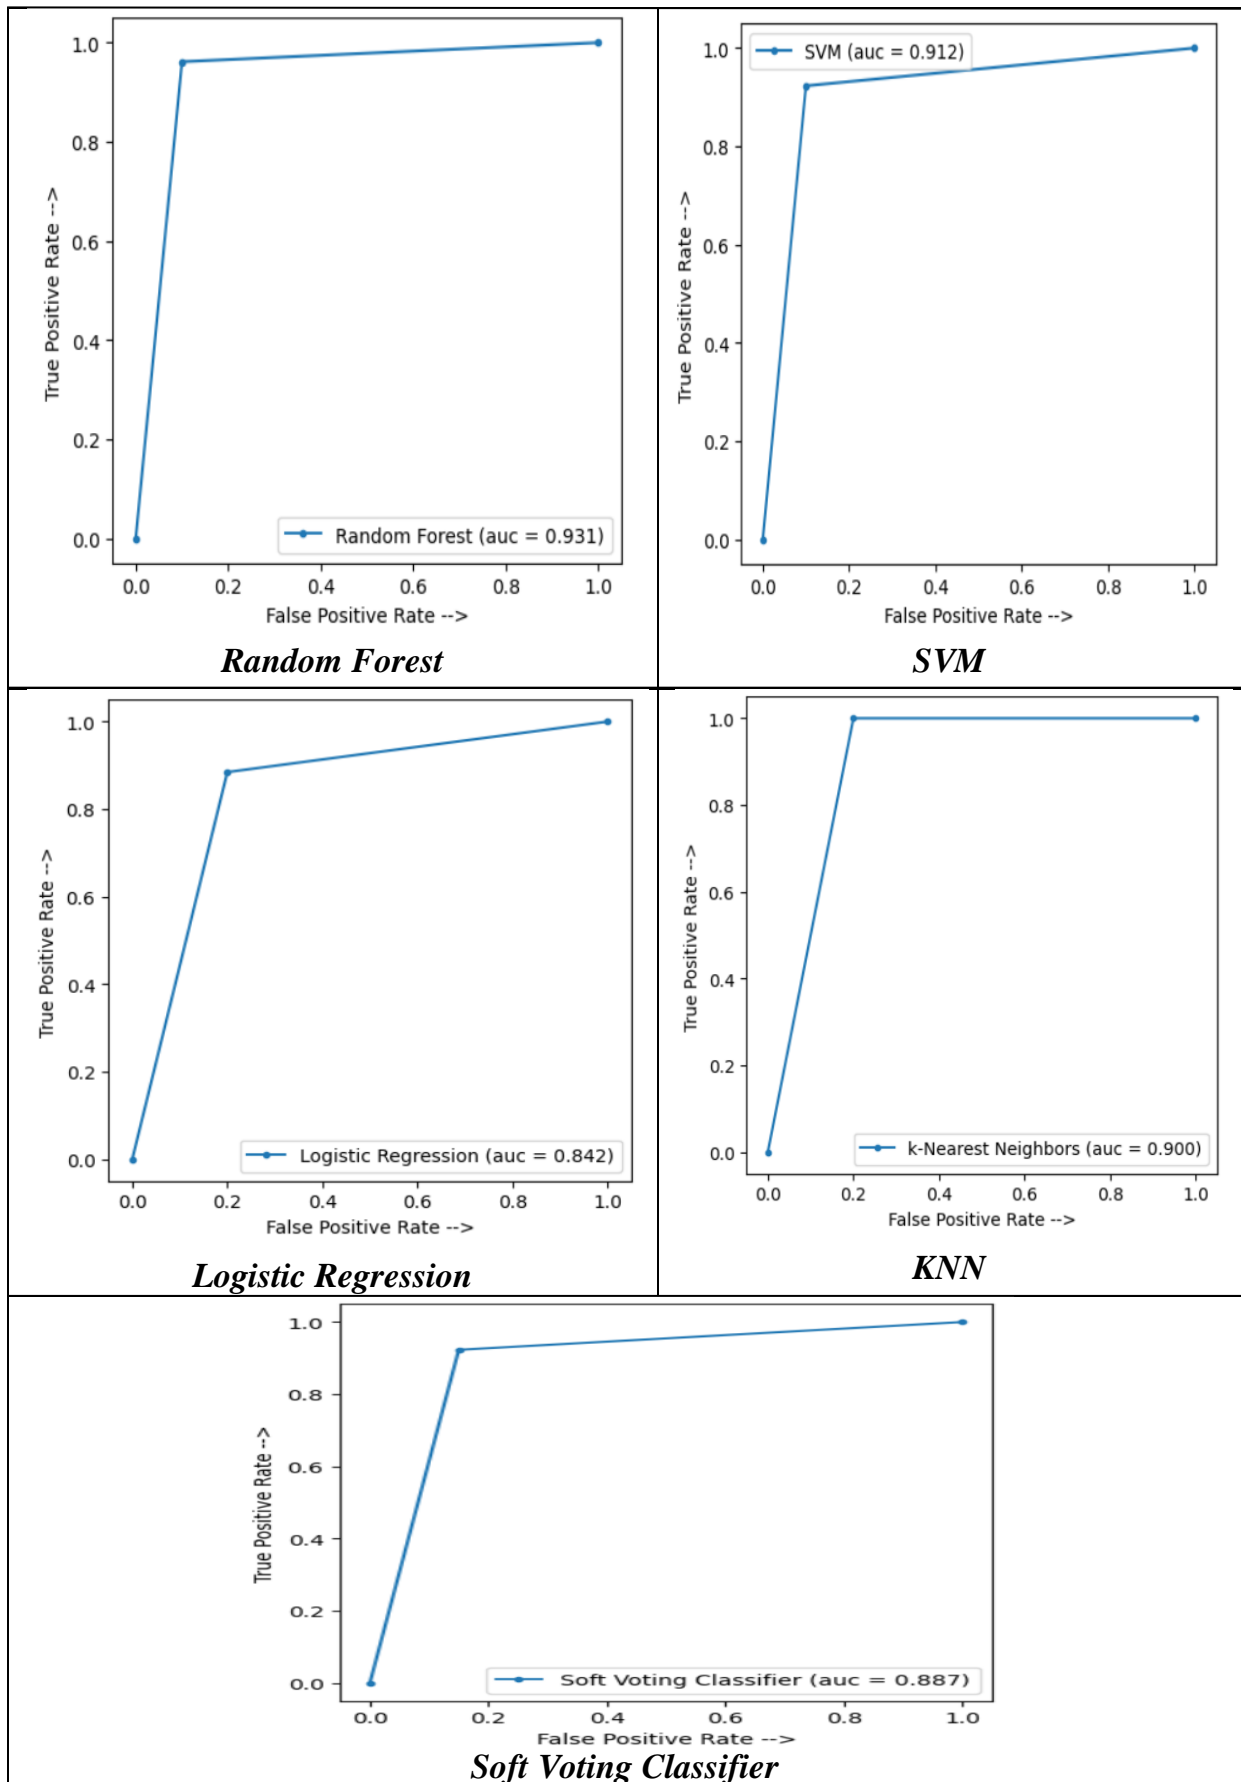 1.0
0.8
0.6
0.4
0.2
0.0
True Positive Rate -->
Random Forest (auc = 0.931)
0.0 0.2 0.4 0.6 0.8 1.0
False Positive Rate -->
Random Forest
1.0
0.8
0.6
0.4
0.2
0.0
True Positive Rate -->
SVM (auc = 0.912)
0.0 0.2 0.4 0.6 0.8 1.0
False Positive Rate -->
SVM
1.0
0.8
0.6
0.4
0.2
0.0
True Positive Rate -->
Logistic Regression (auc = 0.842)
0.0 0.2 0.4 0.6 0.8 1.0
False Positive Rate -->
Logistic Regression
1.0
0.8
0.6
0.4
0.2
0.0
True Positive Rate -->
k-Nearest Neighbors (auc = 0.900)
0.0 0.2 0.4 0.6 0.8 1.0
False Positive Rate -->
KNN
1.0
0.8
0.6
0.4
0.2
0.0
True Positive Rate -->
Soft Voting Classifier (auc = 0.887)
0.0 0.2 0.4 0.6 0.8 1.0
False Positive Rate -->
Soft Voting Classifier